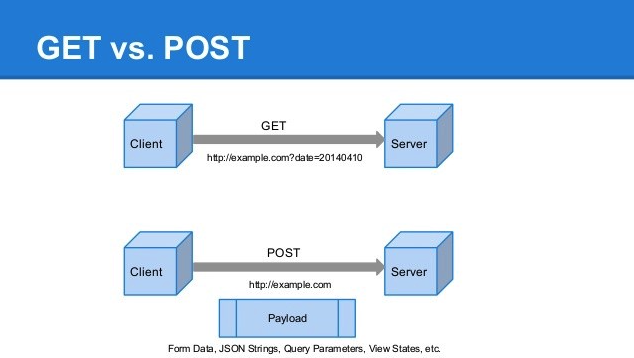 GET vs. POST
GET
Client
Server
http://example.com?date=20140410
POST
Client
Server
http://example.com
Payload
Form Data, JSON Strings, Query Parameters, View States, etc.